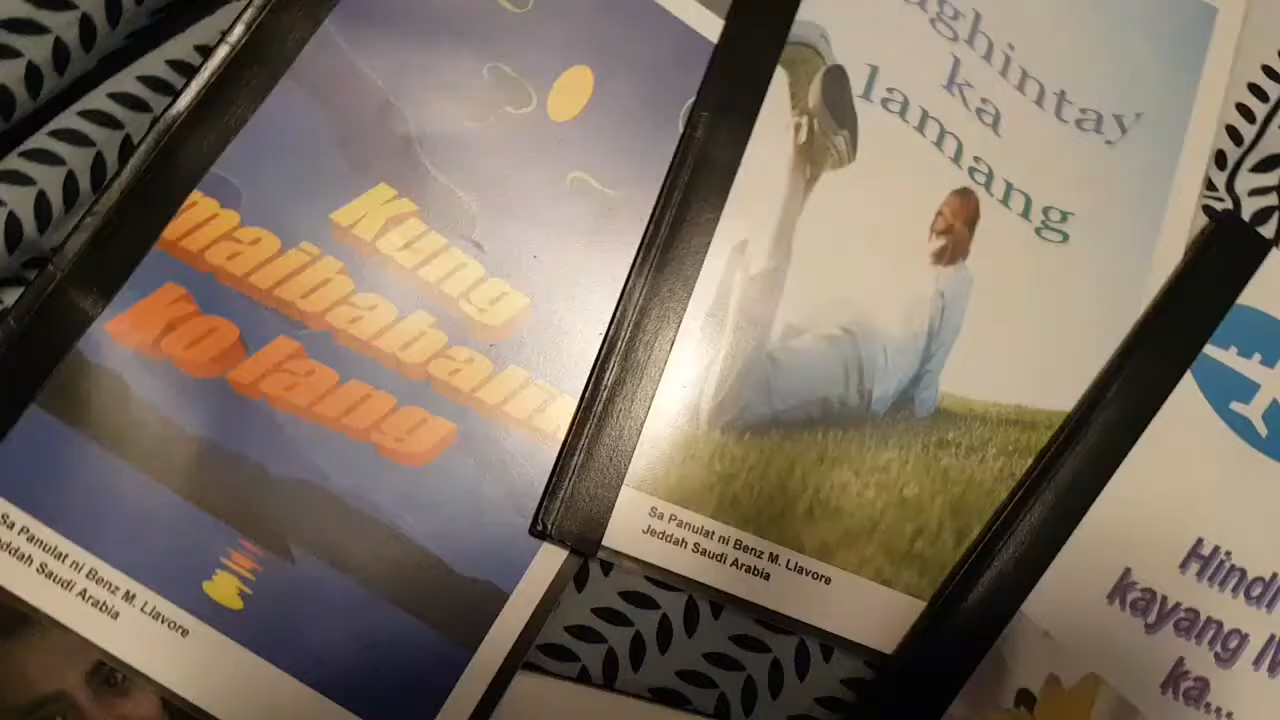 Kung
maibabalik
ko lang
Sa Panulat ni Benz M. Llavore
Jeddah Saudi Arabia
ka
lamang
Sa Panulat ni Benz M. Llavore
Jeddah Saudi Arabia
Hindi
kayang
ka...